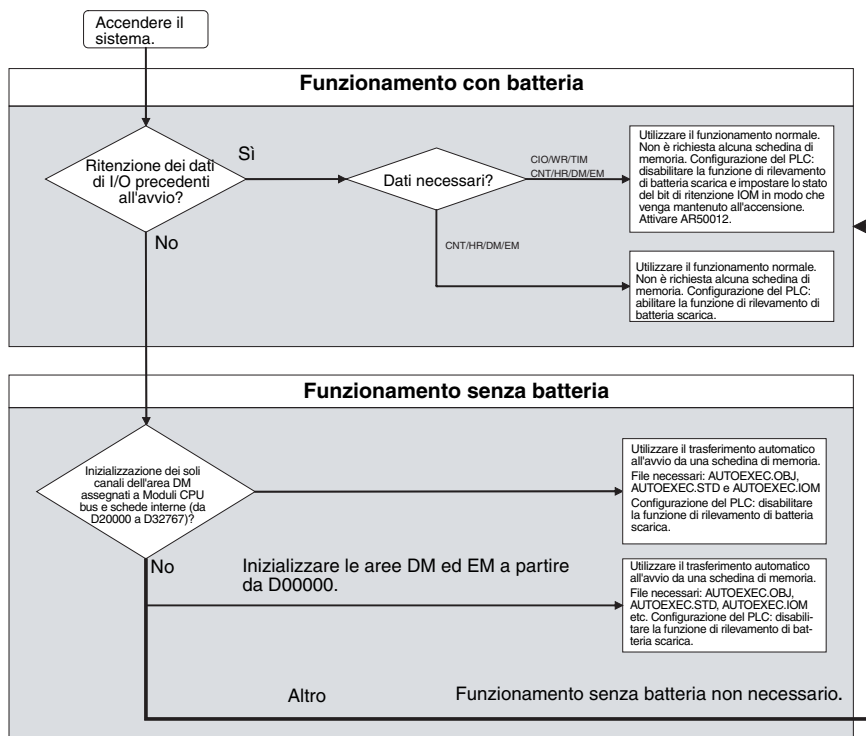 Accendere il
sistema.
Funzionamento con batteria
Ritenzione dei dati
di I/O precedenti
all'avvio?
Sì
No
Dati necessari?
CIO/WR/TIM
CNT/HR/DM/EM
CNT/HR/DM/EM
Utilizzare il funzionamento normale.
Non è richiesta alcuna schedina di
memoria. Configurazione del PLC:
disabilitare la funzione di rilevamento
di batteria scarica e impostare lo stato
del bit di ritenzione IOM in modo che
venga mantenuto all'accensione.
Attivare AR50012.
Utilizzare il funzionamento normale.
Non è richiesta alcuna schedina di
memoria. Configurazione del PLC:
abilitare la funzione di rilevamento di
batteria scarica.
Funzionamento senza batteria
Inizializzazione dei soli
canali dell'area DM
assegnati a Moduli CPU
bus e schede interne (da
D20000 a D32767)?
Utilizzare il trasferimento automatico
all'avvio da una schedina di memoria.
File necessari: AUTOEXEC.OBJ,
AUTOEXEC.STD e AUTOEXEC.IOM
Configurazione del PLC: disabilitare
la funzione di rilevamento di batteria
scarica.
No
Inizializzare le aree DM ed EM a partire
da D00000.
Utilizzare il trasferimento automatico
all'avvio da una schedina di memoria.
File necessari: AUTOEXEC.OBJ,
AUTOEXEC.STD, AUTOEXEC.IOM
etc. Configurazione del PLC: disabili-
tare la funzione di rilevamento di bat-
teria scarica.
Altro
Funzionamento senza batteria non necessario.